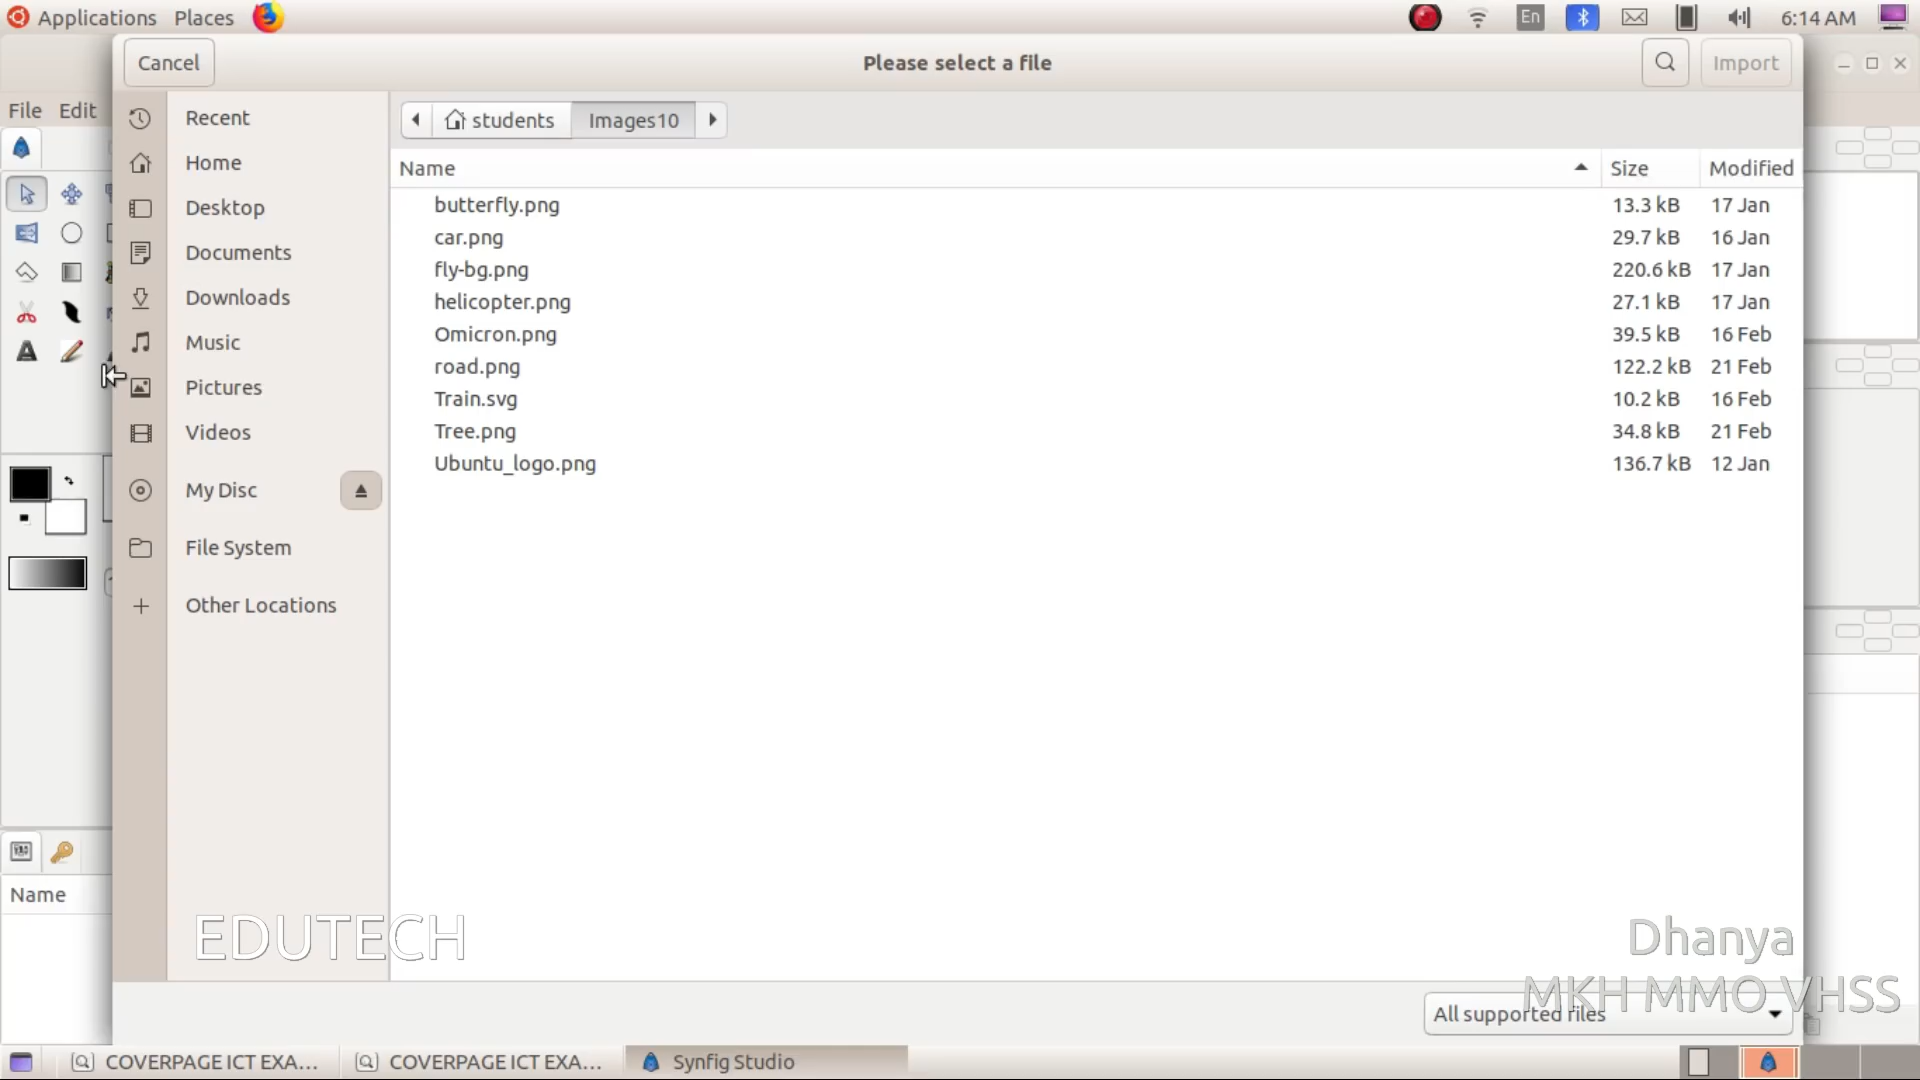 Applications Places En 6:14 AM
Cancel Please select a file Import
File Edit
Recent
Home
Desktop
Documents
Downloads
Music
Pictures
Videos
My Disc
File System
Other Locations
students Images10
Name Size Modified
butterfly.png 13.3 kB 17 Jan
car.png 29.7 kB 16 Jan
fly-bg.png 220.6 kB 17 Jan
helicopter.png 27.1 kB 17 Jan
Omicron.png 39.5 kB 16 Feb
road.png 122.2 kB 21 Feb
Train.svg 10.2 kB 16 Feb
Tree.png 34.8 kB 21 Feb
Ubuntu_logo.png 136.7 kB 12 Jan
Name
EDUTECH
Dhanya
MKH MMO VHSS
All supported files
COVERPAGE ICT EXA... COVERPAGE ICT EXA... Synfig Studio